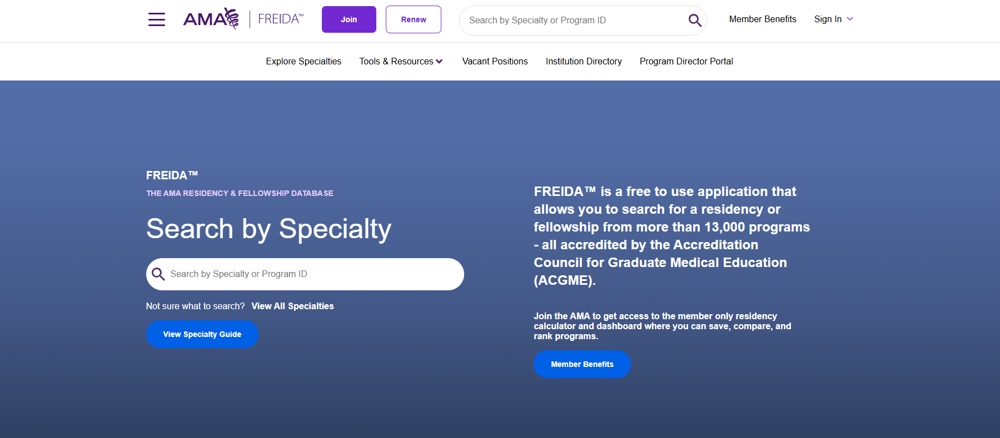 AMA FREIDA™ Join Renew Search by Specialty or Program ID Member Benefits Sign In
Explore Specialties Tools & Resources Vacant Positions Institution Directory Program Director Portal
FREIDA™
THE AMA RESIDENCY & FELLOWSHIP DATABASE
Search by Specialty
Search by Specialty or Program ID
Not sure what to search? View All Specialties
View Specialty Guide
FREIDA™ is a free to use application that
allows you to search for a residency or
fellowship from more than 13,000 programs
- all accredited by the Accreditation
Council for Graduate Medical Education
(ACGME).
Join the AMA to get access to the member only residency
calculator and dashboard where you can save, compare, and
rank programs.
Member Benefits